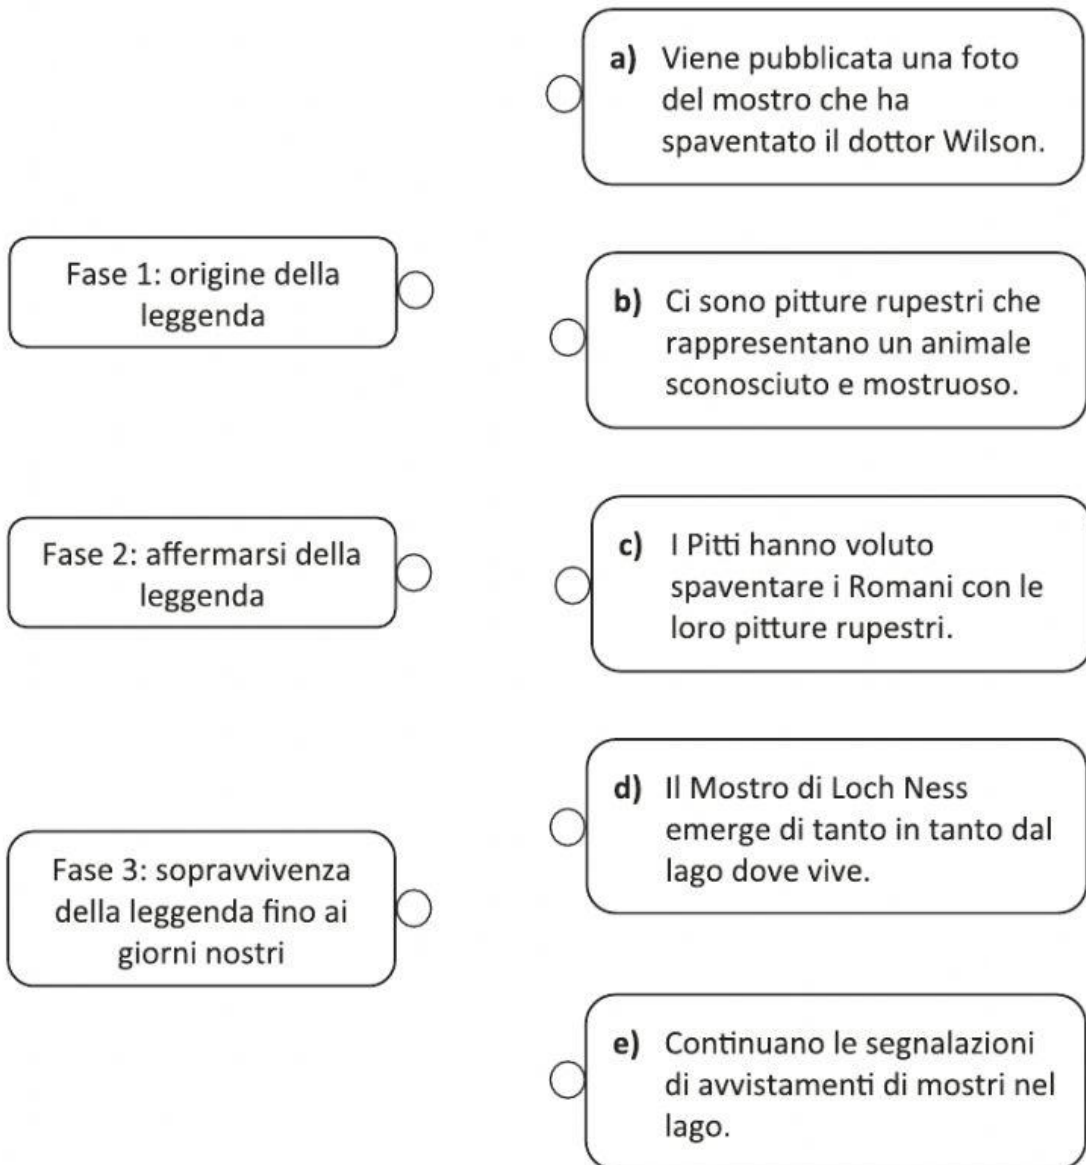 a) Viene pubblicata una foto
del mostro che ha
spaventato il dottor Wilson.
Fase 1: origine della
leggenda
b) Ci sono pitture rupestri che
rappresentano un animale
sconosciuto e mostruoso.
Fase 2: affermarsi della
leggenda
c) I Pitti hanno voluto
spaventare i Romani con le
loro pitture rupestri.
d) Il Mostro di Loch Ness
emerge di tanto in tanto dal
lago dove vive.
Fase 3: sopravvivenza
della leggenda fino ai
giorni nostri
e) Continuano le segnalazioni
di avvistamenti di mostri nel
lago.